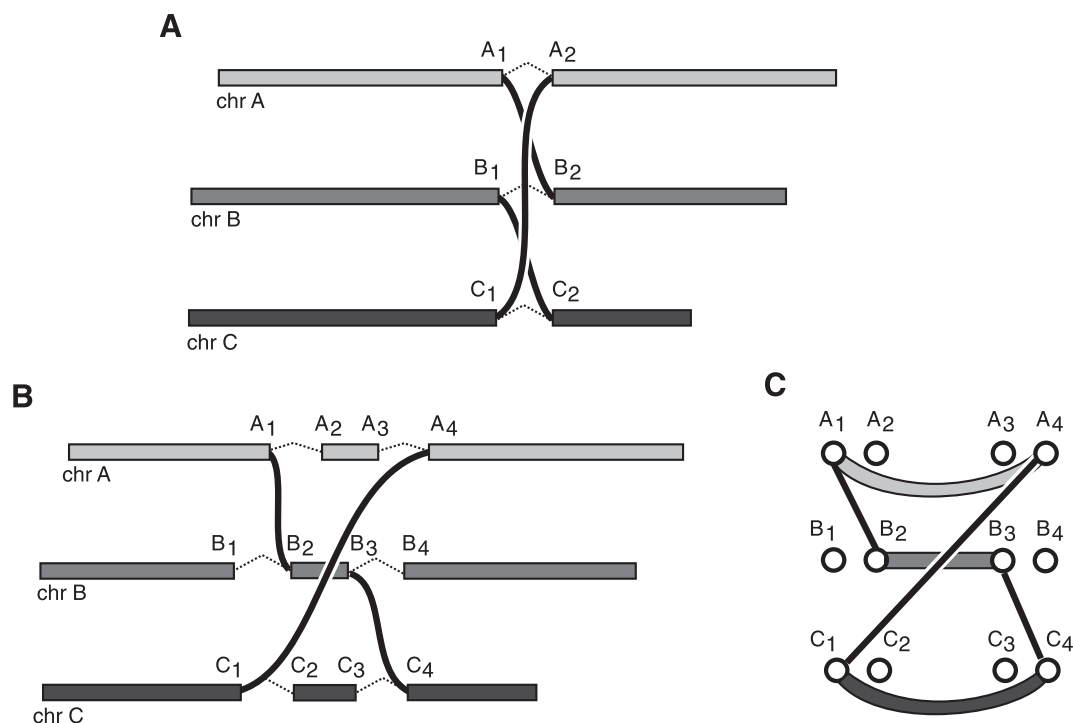 A
A1 A2
chr A
B1 B2
chr B
C1 C2
chr C
B
A1 A2 A3 A4
chr A
B1 B2 B3 B4
chr B
C1 C2 C3 C4
chr C
C
A1 A2 A3 A4
B1 B2 B3 B4
C1 C2 C3 C4